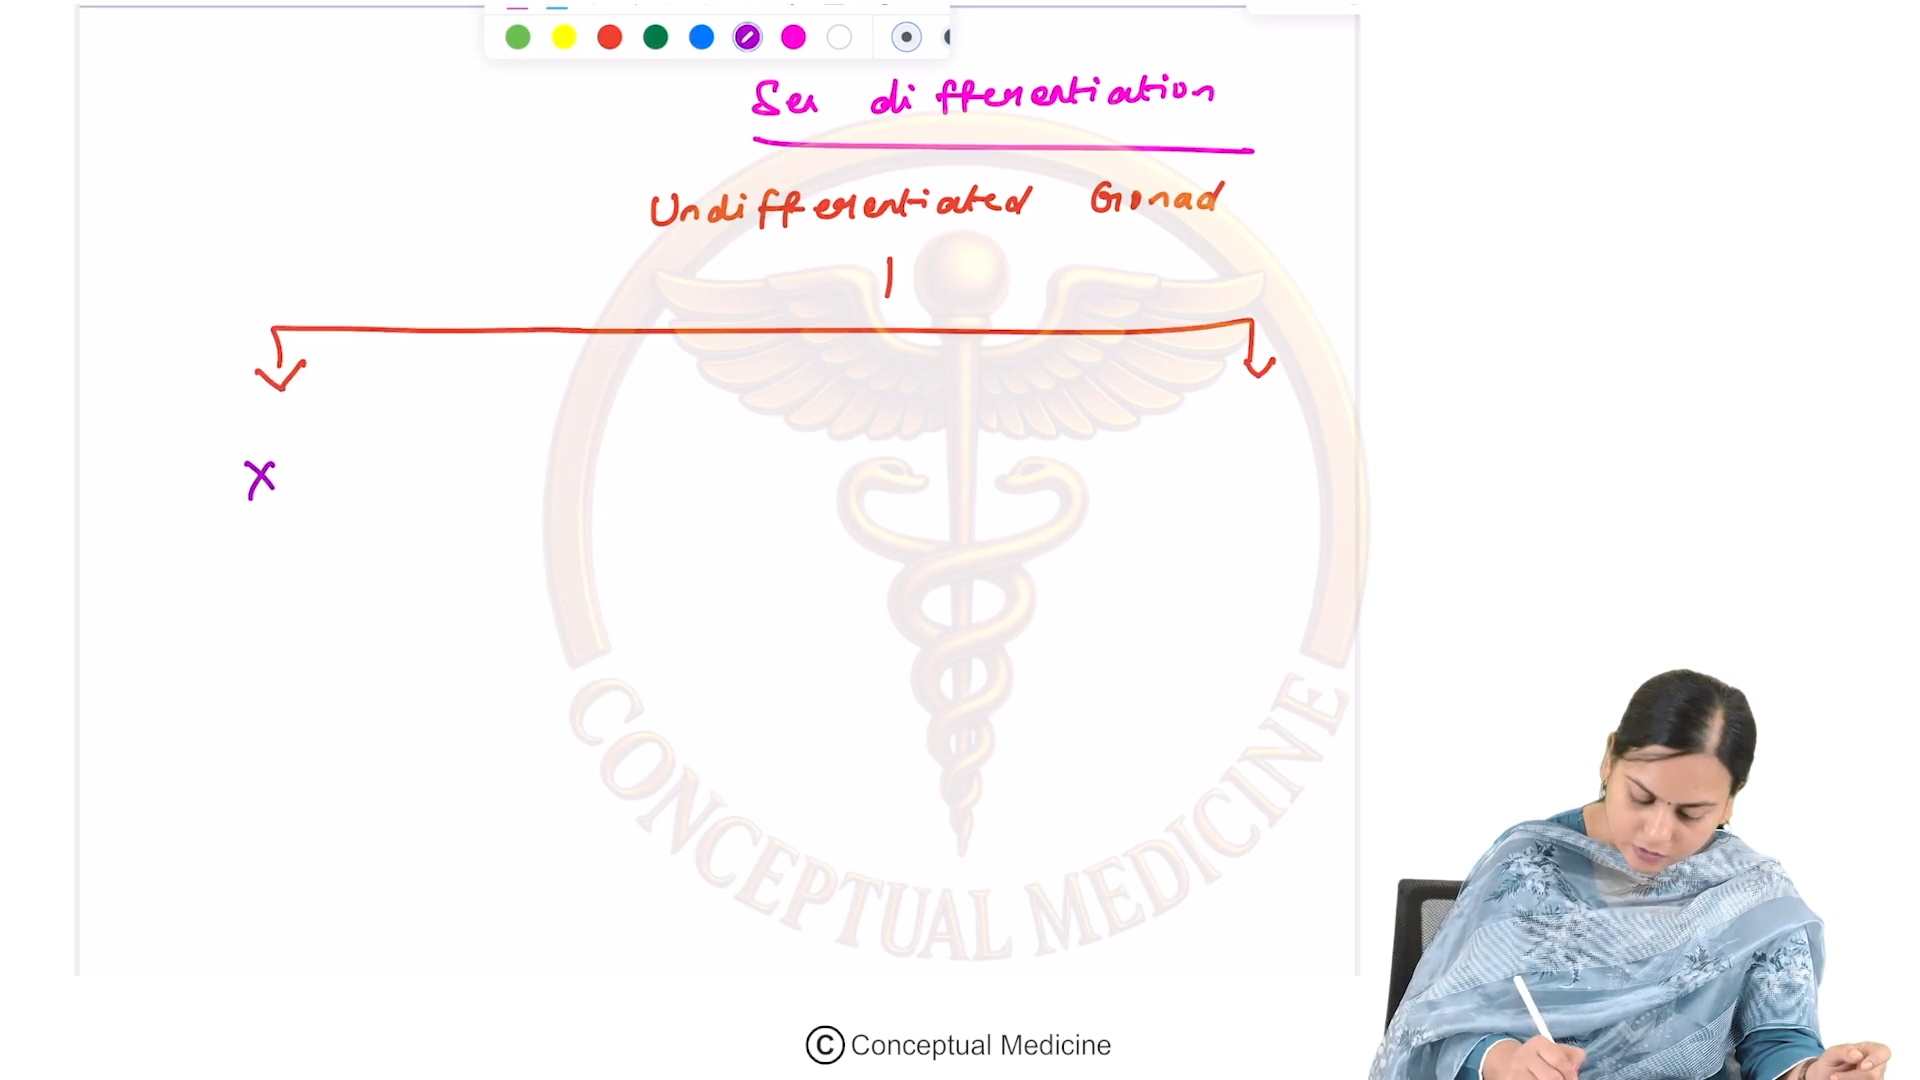 Sex differentiation
Undifferentiated Gonad
X
CONCEPTUAL MEDICINE
© Conceptual Medicine